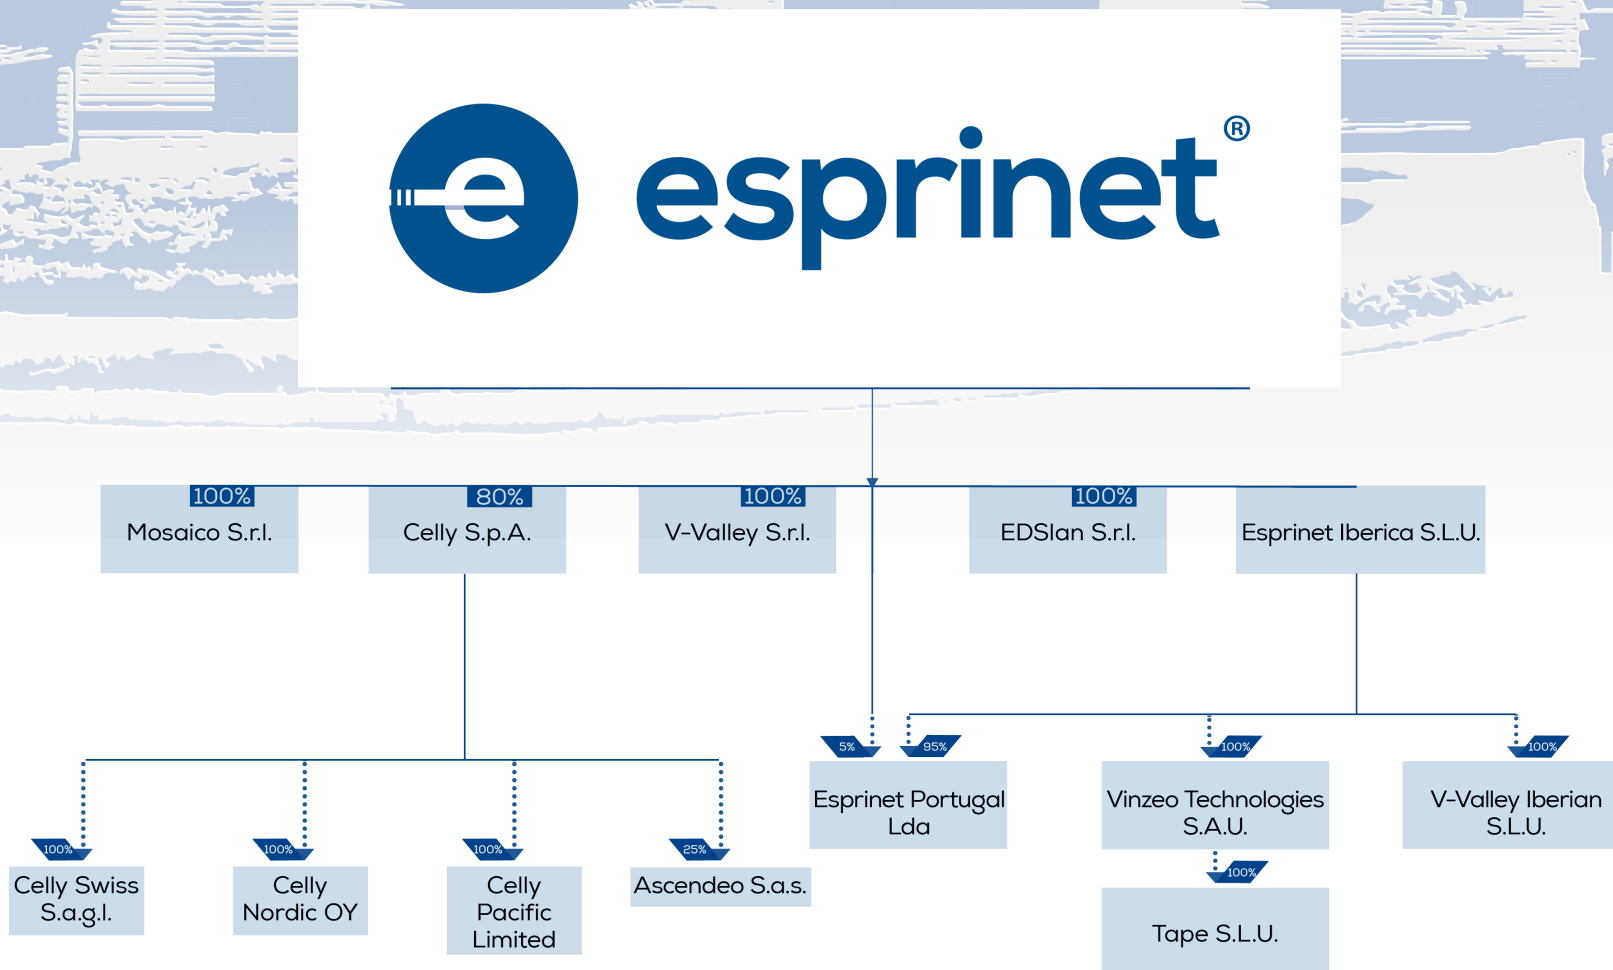 e esprinet®
100%
Mosaico S.r.l.
80%
Celly S.p.A.
100%
V-Valley S.r.l.
100%
EDSlan S.r.l.
Esprinet Iberica S.L.U.
5%
95%
Esprinet Portugal
Lda
100%
Vinzeo Technologies
S.A.U.
100%
V-Valley Iberian
S.L.U.
100%
Celly Swiss
S.a.g.l.
100%
Celly
Nordic OY
100%
Celly
Pacific
Limited
25%
Ascendeo S.a.s.
100%
Tape S.L.U.